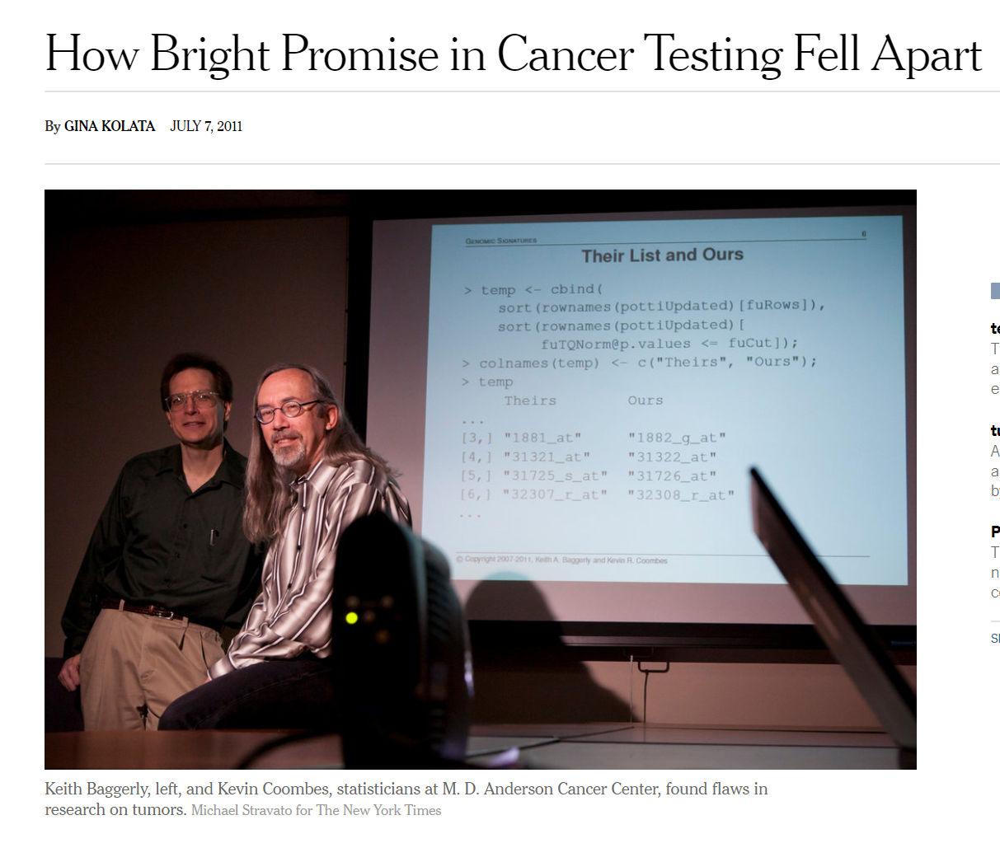 How Bright Promise in Cancer Testing Fell Apart
By GINA KOLATA JULY 7, 2011
GENOMIC SIGNATURES 6
Their List and Ours
> temp <- cbind(
sort(rownames(pottiUpdated)[fuRows]),
sort(rownames(pottiUpdated)[
fuTQNorm@p.values <= fuCut]);
> colnames(temp) <- c("Theirs", "Ours");
> temp
Theirs Ours
...
[3,] "1881_at" "1882_g_at"
[4,] "31321_at" "31322_at"
[5,] "31725_s_at" "31726_at"
[6,] "32307_r_at" "32308_r_at"
...
© Copyright 2007-2011, Keith A. Baggerly and Kevin R. Coombes
Keith Baggerly, left, and Kevin Coombes, statisticians at M. D. Anderson Cancer Center, found flaws in
research on tumors. Michael Stravato for The New York Times